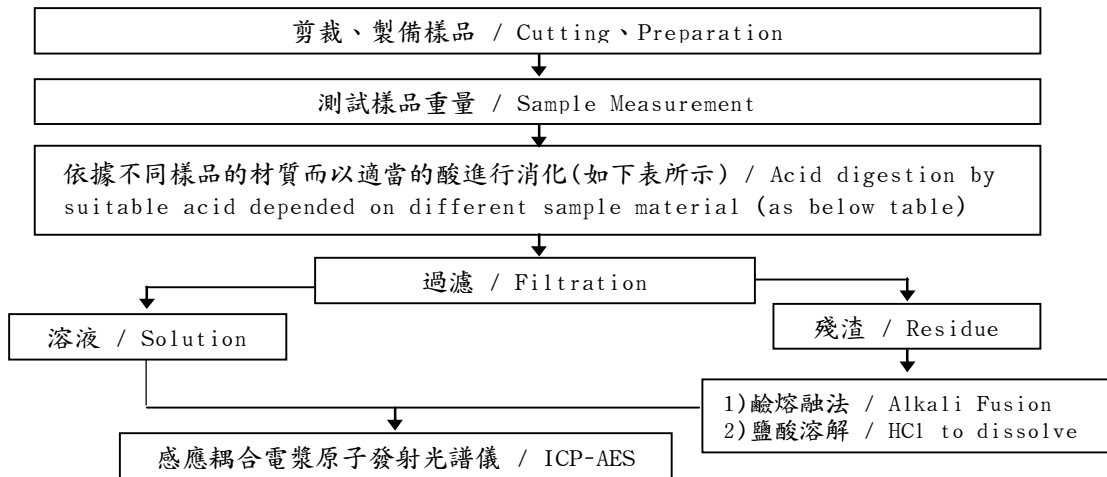 剪裁、製備樣品 / Cutting、Preparation
測試樣品重量 / Sample Measurement
依據不同樣品的材質而以適當的酸進行消化(如下表所示) / Acid digestion by
suitable acid depended on different sample material (as below table)
過濾 / Filtration
溶液 / Solution
殘渣 / Residue
1)鹼熔融法 / Alkali Fusion
2)鹽酸溶解 / HCl to dissolve
感應耦合電漿原子發射光譜儀 / ICP-AES